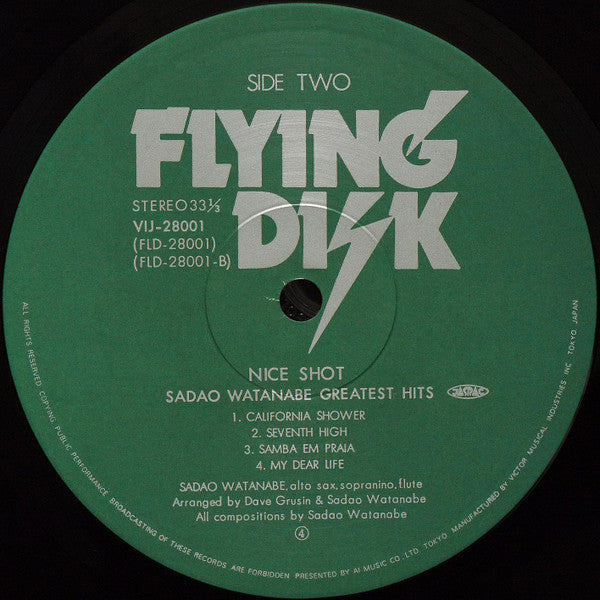 SIDE TWO
FLYING
DISK
STEREO 33⅓
VIJ-28001
(FLD-28001)
(FLD-28001-B)
NICE SHOT
SADAO WATANABE GREATEST HITS
JASRAC
1. CALIFORNIA SHOWER
2. SEVENTH HIGH
3. SAMBA EM PRAIA
4. MY DEAR LIFE
SADAO WATANABE, alto sax, sopranino, flute
Arranged by Dave Grusin & Sadao Watanabe
All compositions by Sadao Watanabe
④
ALL RIGHTS RESERVED COPYING PUBLIC PERFORMANCE BROADCASTING OF THESE RECORDS ARE FORBIDDEN PRESENTED BY AI MUSIC CO.,LTD. TOKYO MANUFACTURED BY VICTOR MUSICAL INDUSTRIES INC TOKYO JAPAN